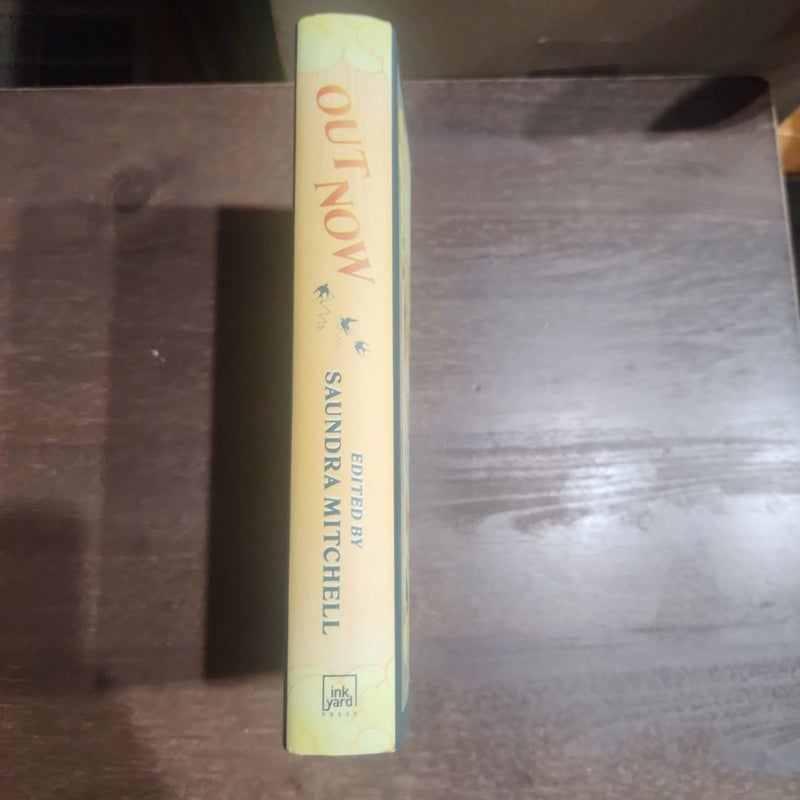 OUT
NOW
EDITED BY
SAUNDRA MITCHELL
ink
yard
PRESS